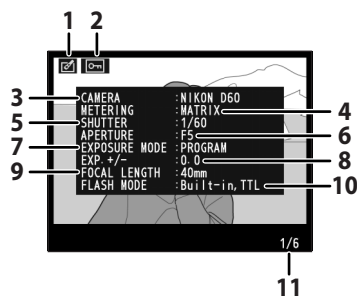 1 2
3 CAMERA :NIKON D60
METERING :MATRIX 4
5 SHUTTER :1/60
APERTURE :F5 6
7 EXPOSURE MODE :PROGRAM
EXP. +/- :0.0 8
9 FOCAL LENGTH :40mm
FLASH MODE :Built-in, TTL 10
1/6
11